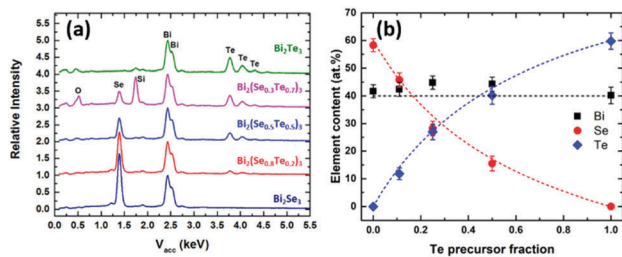 (a)
Bi
Bi
Bi₂Te₃
Te
Te
Te
O
Se
Si
Bi₂(Se₀.₃Te₀.₇)₃
Bi₂(Se₀.₅Te₀.₅)₃
Bi₂(Se₀.₈Te₀.₂)₃
Bi₂Se₃
5.0
4.5
4.0
3.5
3.0
2.5
2.0
1.5
1.0
0.5
0.0
Relative Intensity
0.0 0.5 1.0 1.5 2.0 2.5 3.0 3.5 4.0 4.5 5.0 5.5
Vacc (keV)
(b)
60
50
40
30
20
10
0
Element content (at.%)
Bi
Se
Te
0.0 0.2 0.4 0.6 0.8 1.0
Te precursor fraction